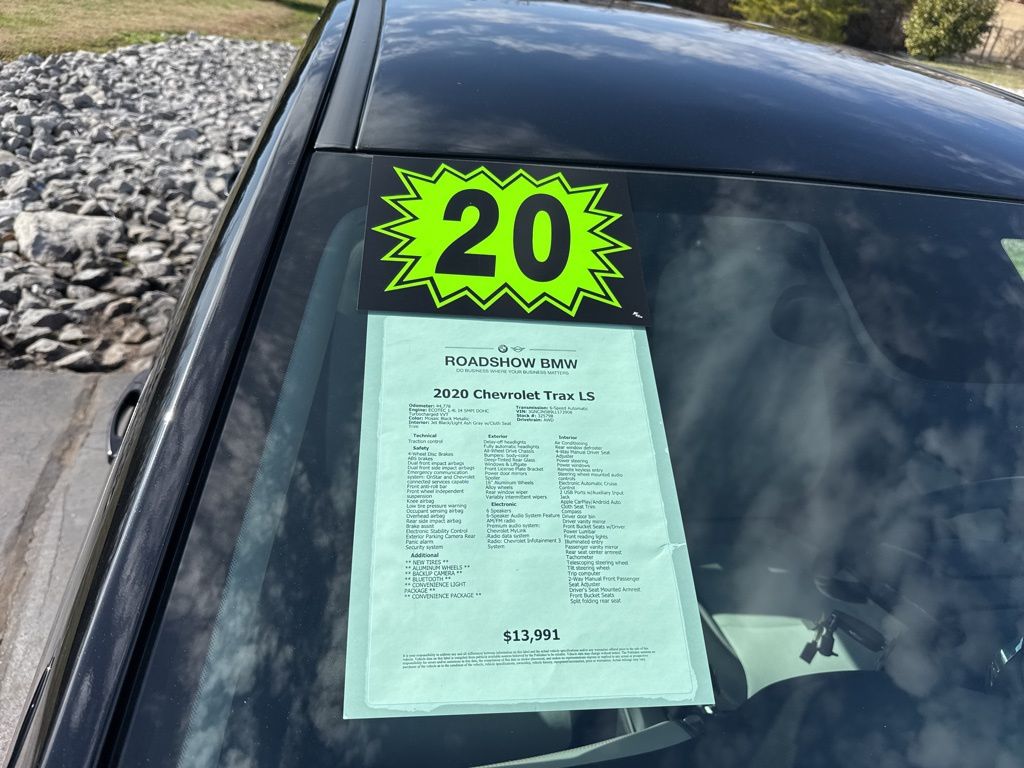 20
ROADSHOW BMW
DO BUSINESS WHERE YOUR BUSINESS MATTERS
2020 Chevrolet Trax LS
Engine: ECOTEC 1.4L I4 SMPI DOHC
Turbocharged VVT
Color: Mosaic Black Metallic
Interior: Jet Black/Light Ash Gray w/Cloth Seat
Trim
Transmission: 6-Speed Automatic
Drivetrain: AWD
Technical
Traction control
Safety
4-Wheel Disc Brakes
ABS brakes
Dual front impact airbags
Dual front side impact airbags
Emergency communication
system: OnStar and Chevrolet
connected services capable
Front anti-roll bar
Front wheel independent
suspension
Knee airbag
Low tire pressure warning
Occupant sensing airbag
Overhead airbag
Rear side impact airbag
Brake assist
Electronic Stability Control
Exterior Parking Camera Rear
Panic alarm
Security system
Additional
** NEW TIRES **
** ALUMINUM WHEELS **
** BACKUP CAMERA **
** BLUETOOTH **
** CONVENIENCE LIGHT
PACKAGE **
** CONVENIENCE PACKAGE **
Exterior
Delay-off headlights
Fully automatic headlights
All-Wheel Drive Chassis
Bumpers: body-color
Deep-Tinted Rear Glass
Windows & Liftgate
Front License Plate Bracket
Power door mirrors
Spoiler
16" Aluminum Wheels
Alloy wheels
Rear window wiper
Variably intermittent wipers
Electronic
6 Speakers
6-Speaker Audio System Feature
AM/FM radio
Premium audio system:
Chevrolet MyLink
Radio data system
Radio: Chevrolet Infotainment 3
System
Interior
Air Conditioning
Rear window defroster
4-Way Manual Driver Seat
Adjuster
Power steering
Power windows
Remote keyless entry
Steering wheel mounted audio
controls
Electronic Automatic Cruise
Control
2 USB Ports w/Auxiliary Input
Jack
Apple CarPlay/Android Auto
Cloth Seat Trim
Compass
Driver door bin
Driver vanity mirror
Front Bucket Seats w/Driver
Power Lumbar
Front reading lights
Illuminated entry
Passenger vanity mirror
Rear seat center armrest
Tachometer
Telescoping steering wheel
Tilt steering wheel
Trip computer
2-Way Manual Front Passenger
Seat Adjuster
Driver's Seat Mounted Armrest
Front Bucket Seats
Split folding rear seat
$13,991